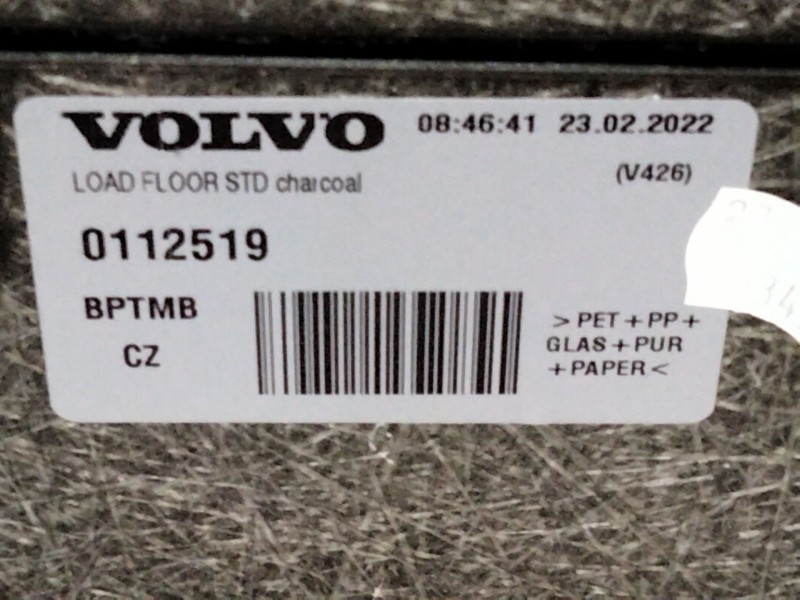 VOLVO 08:46:41 23.02.2022
LOAD FLOOR STD charcoal (V426)
0112519
BPTMB
CZ
> PET+PP+
GLAS+PUR
+PAPER<